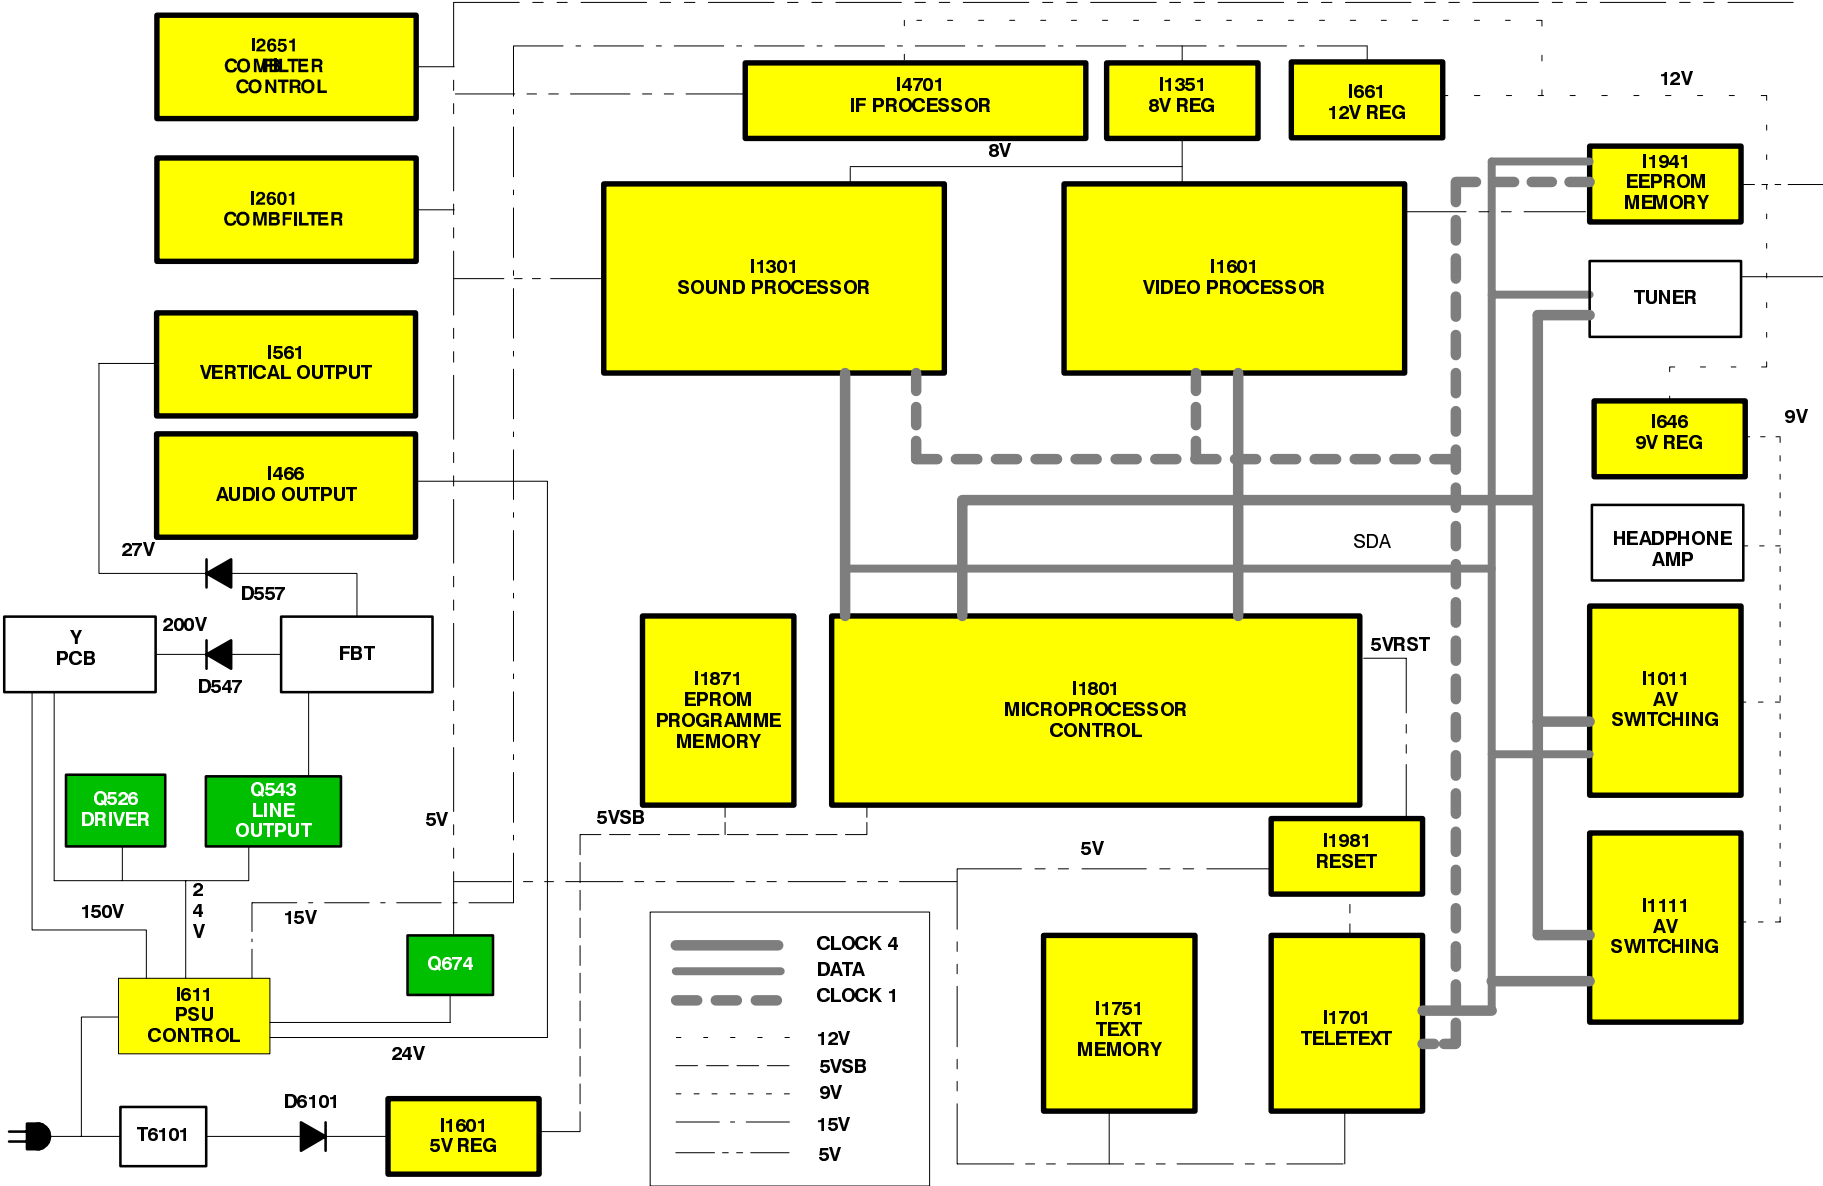 I2651
COMBFILTER
CONTROL
I4701
IF PROCESSOR
I1351
8V REG
I661
12V REG
12V
8V
I1941
EEPROM
MEMORY
I2601
COMBFILTER
I1301
SOUND PROCESSOR
I1601
VIDEO PROCESSOR
TUNER
I561
VERTICAL OUTPUT
I646
9V REG
9V
I466
AUDIO OUTPUT
27V
D557
SDA
HEADPHONE
AMP
Y
PCB
200V
D547
FBT
5VRST
I1871
EPROM
PROGRAMME
MEMORY
I1801
MICROPROCESSOR
CONTROL
I1011
AV
SWITCHING
Q526
DRIVER
Q543
LINE
OUTPUT
5V
5VSB
5V
I1981
RESET
150V
2
4
V
15V
I1111
AV
SWITCHING
Q674
I611
PSU
CONTROL
24V
CLOCK 4
DATA
CLOCK 1
12V
5VSB
9V
15V
5V
I1751
TEXT
MEMORY
I1701
TELETEXT
T6101
D6101
I1601
5V REG